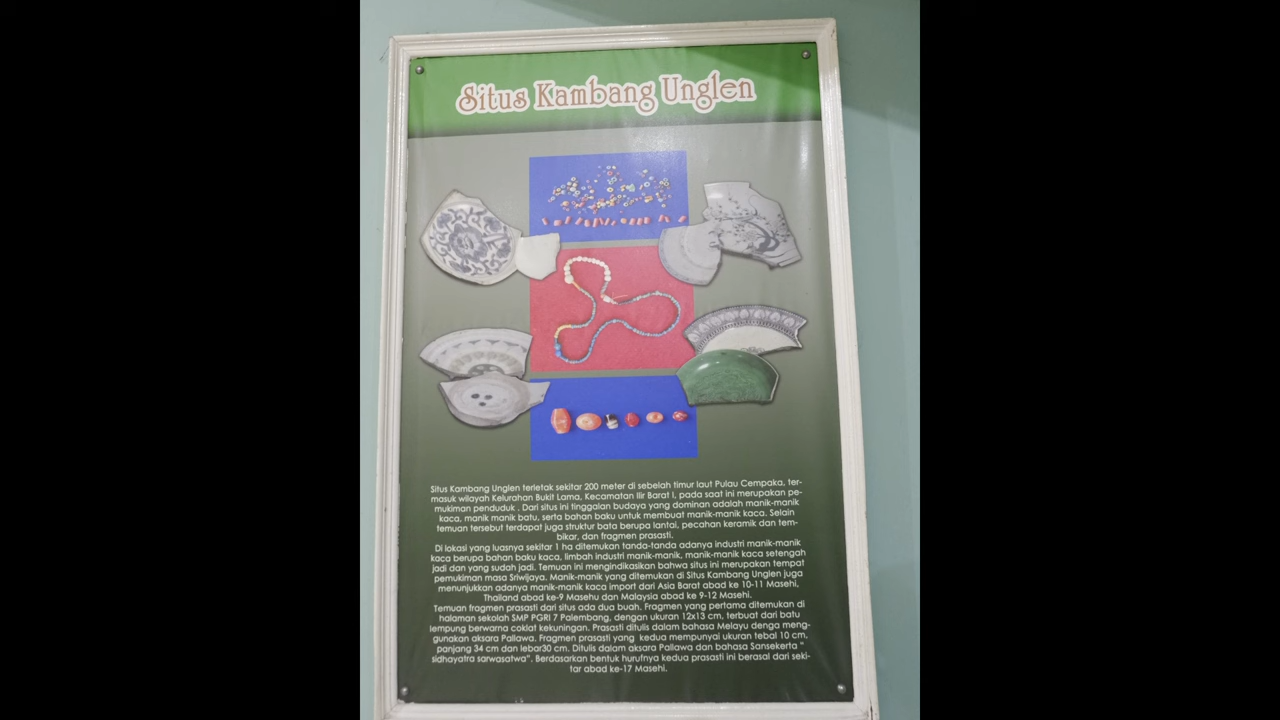 Situs Kambang Unglen
Situs Kambang Unglen terletak sekitar 200 meter di sebelah timur laut Pulau Cempaka, ter-
masuk wilayah Kelurahan Bukit Lama, Kecamatan Ilir Barat I, pada saat ini merupakan pe-
mukiman penduduk . Dari situs ini tinggalan budaya yang dominan adalah manik-manik
kaca, manik manik batu, serta bahan baku untuk membuat manik-manik kaca. Selain
temuan tersebut terdapat juga struktur bata berupa lantai, pecahan keramik dan tem-
bikar, dan fragmen prasasti.
Di lokasi yang luasnya sekitar 1 ha ditemukan tanda-tanda adanya industri manik-manik
kaca berupa bahan baku kaca, limbah industri manik-manik, manik-manik kaca setengah
jadi dan yang sudah jadi. Temuan ini mengindikasikan bahwa situs ini merupakan tempat
pemukiman masa Sriwijaya. Manik-manik yang ditemukan di Situs Kambang Unglen juga
menunjukkan adanya manik-manik kaca import dari Asia Barat abad ke 10-11 Masehi,
Thailand abad ke-9 Masehu dan Malaysia abad ke 9-12 Masehi.
Temuan fragmen prasasti dari situs ada dua buah. Fragmen yang pertama ditemukan di
halaman sekolah SMP PGRI 7 Palembang, dengan ukuran 12x13 cm, terbuat dari batu
lempung berwarna coklat kekuningan. Prasasti ditulis dalam bahasa Melayu denga meng-
gunakan aksara Pallawa. Fragmen prasasti yang kedua mempunyai ukuran tebal 10 cm,
panjang 34 cm dan lebar30 cm. Ditulis dalam aksara Pallawa dan bahasa Sansekerta "
sidhayatra sarwasatwa". Berdasarkan bentuk hurufnya kedua prasasti ini berasal dari seki-
tar abad ke-17 Masehi.